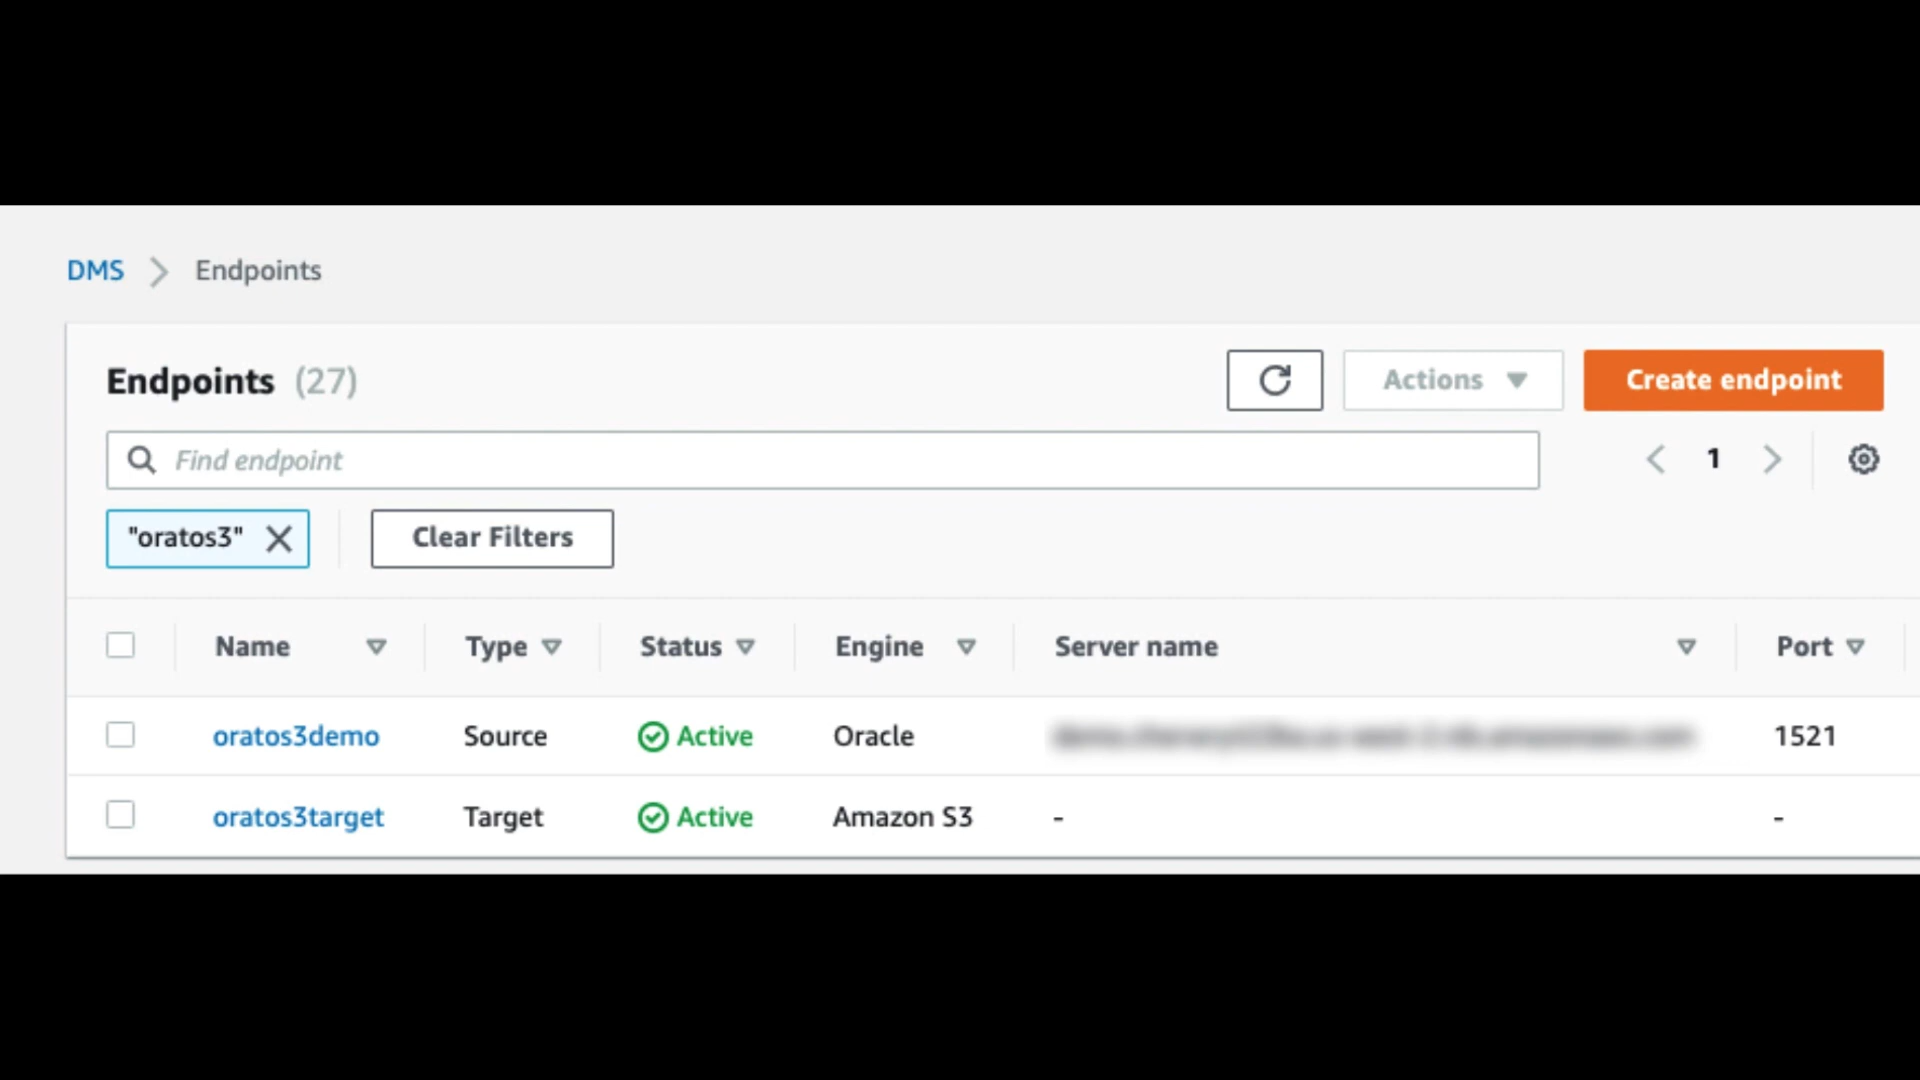 DMS > Endpoints
Endpoints (27)
Actions
Create endpoint
Find endpoint
1
"oratos3"
Clear Filters
Name Type Status Engine Server name Port
oratos3demo Source Active Oracle 1521
oratos3target Target Active Amazon S3 - -